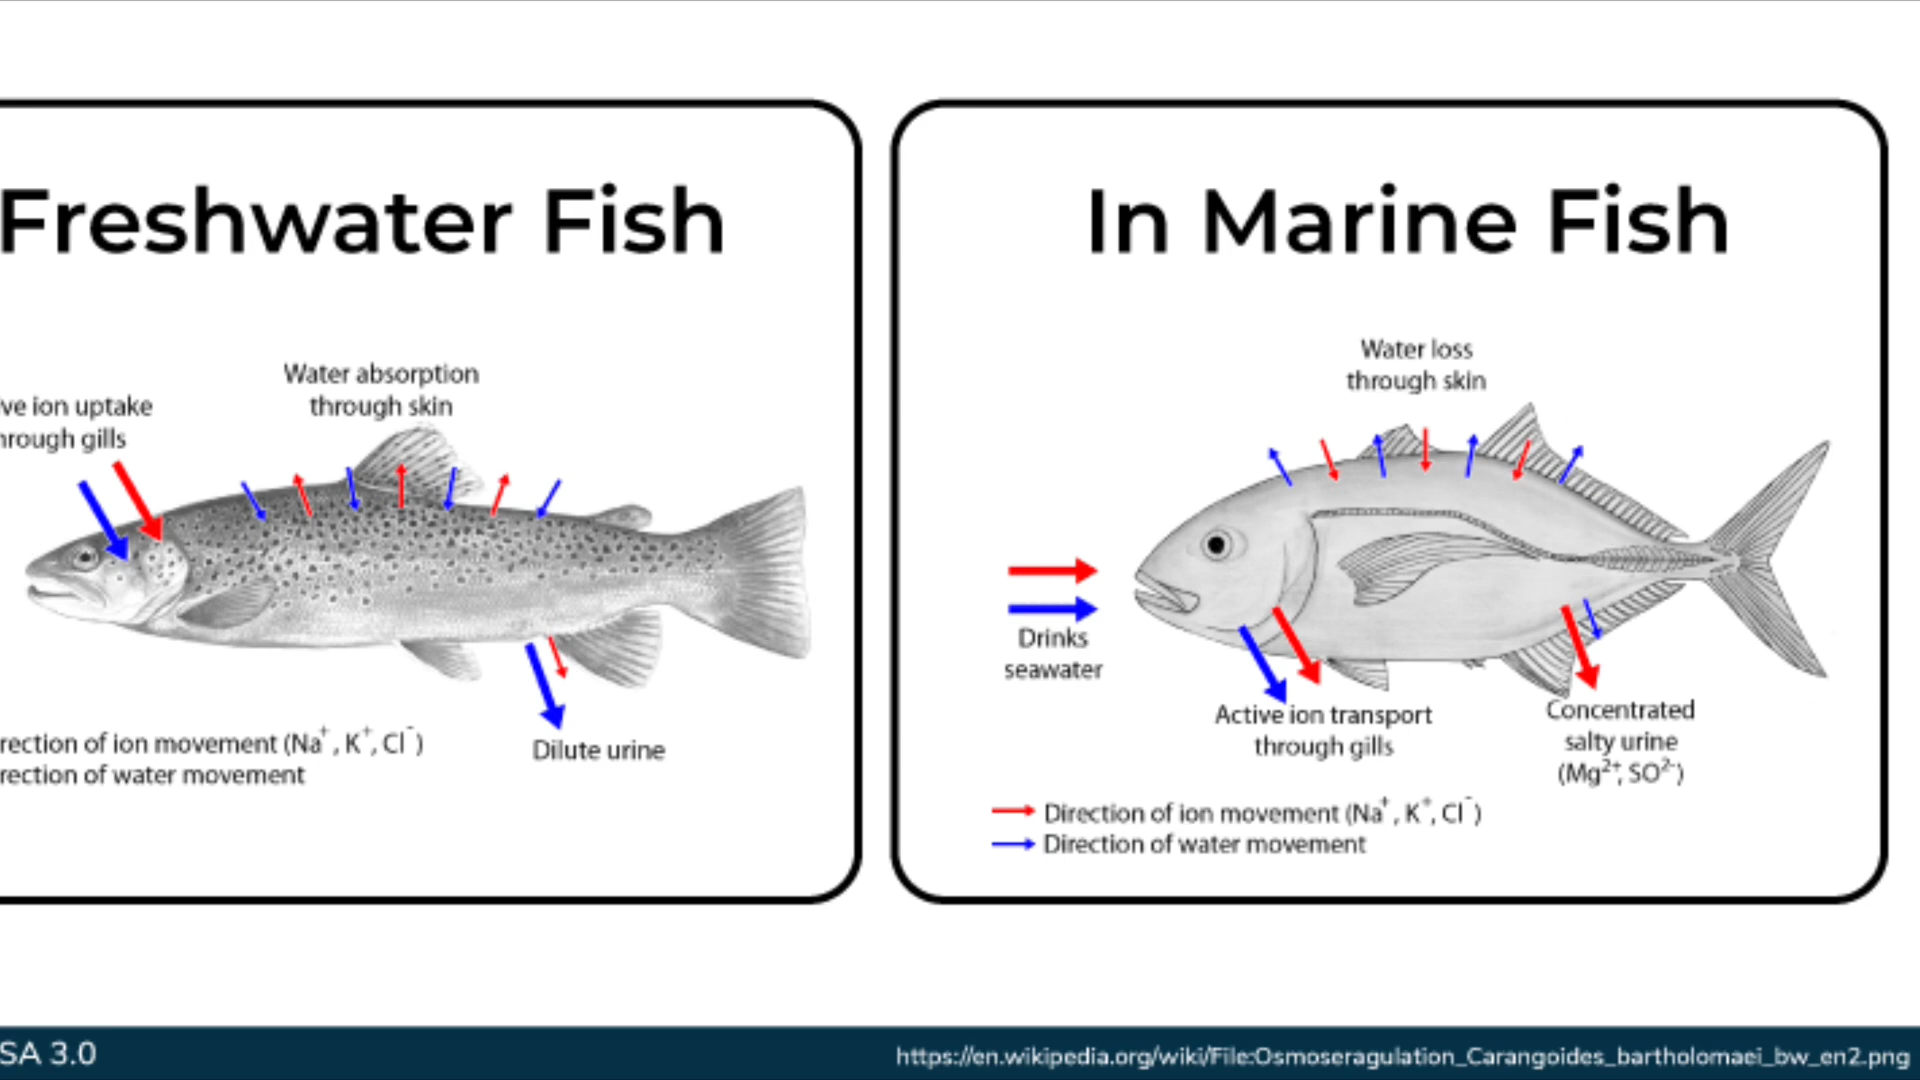 Freshwater Fish
ve ion uptake
hrough gills
Water absorption
through skin
Dilute urine
rection of ion movement (Na⁺, K⁺, Cl⁻)
rection of water movement
In Marine Fish
Water loss
through skin
Drinks
seawater
Active ion transport
through gills
Concentrated
salty urine
(Mg²⁺, SO²⁻)
Direction of ion movement (Na⁺, K⁺, Cl⁻)
Direction of water movement
SA 3.0
https://en.wikipedia.org/wiki/File:Osmoseragulation_Carangoides_bartholomaei_bw_en2.png